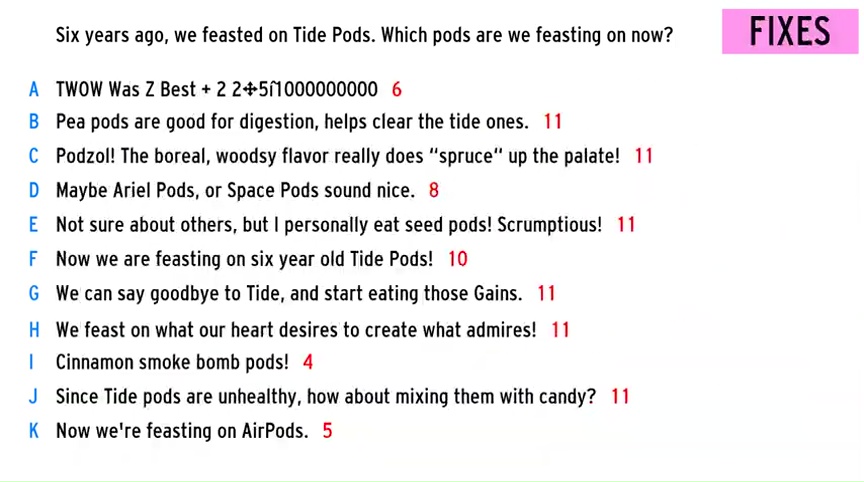 Six years ago, we feasted on Tide Pods. Which pods are we feasting on now?
FIXES
A TWOW Was Z Best + 2 2✣5ῐ1000000000 6
B Pea pods are good for digestion, helps clear the tide ones. 11
C Podzol! The boreal, woodsy flavor really does “spruce“ up the palate! 11
D Maybe Ariel Pods, or Space Pods sound nice. 8
E Not sure about others, but I personally eat seed pods! Scrumptious! 11
F Now we are feasting on six year old Tide Pods! 10
G We can say goodbye to Tide, and start eating those Gains. 11
H We feast on what our heart desires to create what admires! 11
I Cinnamon smoke bomb pods! 4
J Since Tide pods are unhealthy, how about mixing them with candy? 11
K Now we're feasting on AirPods. 5